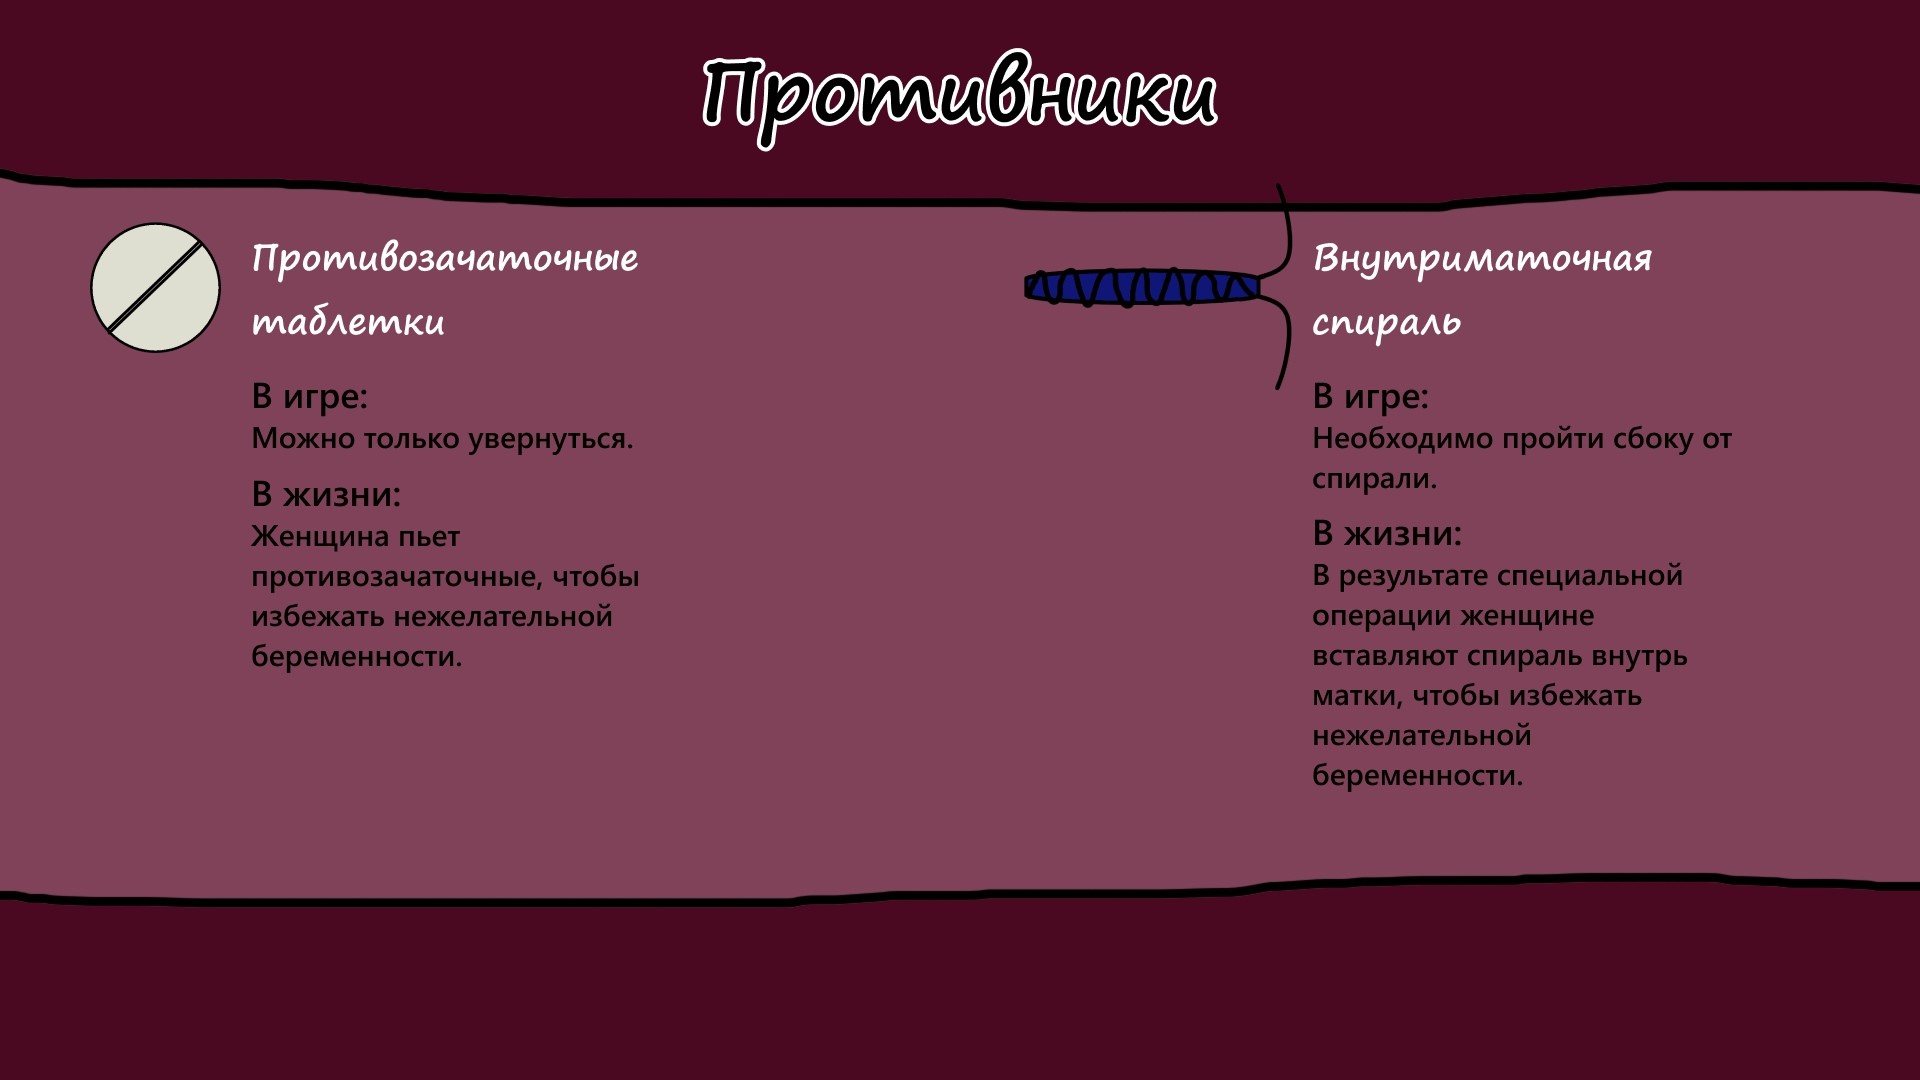 Противники
Противозачаточные
таблетки
В игре:
Можно только увернуться.
В жизни:
Женщина пьет
противозачаточные, чтобы
избежать нежелательной
беременности.
Внутриматочная
спираль
В игре:
Необходимо пройти сбоку от
спирали.
В жизни:
В результате специальной
операции женщине
вставляют спираль внутрь
матки, чтобы избежать
нежелательной
беременности.